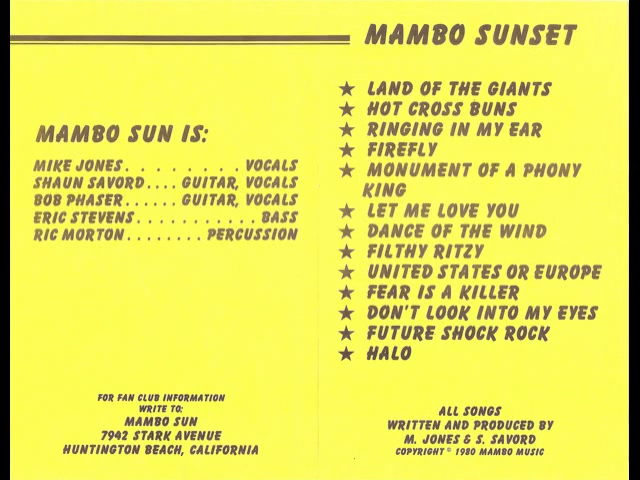 MAMBO SUN IS:
MIKE JONES . . . . . . . . VOCALS
SHAUN SAVORD . . . . GUITAR, VOCALS
BOB PHASER . . . . . . GUITAR, VOCALS
ERIC STEVENS . . . . . . . . . . . . BASS
RIC MORTON . . . . . . . . PERCUSSION
FOR FAN CLUB INFORMATION
WRITE TO:
MAMBO SUN
7942 STARK AVENUE
HUNTINGTON BEACH, CALIFORNIA
MAMBO SUNSET
★ LAND OF THE GIANTS
★ HOT CROSS BUNS
★ RINGING IN MY EAR
★ FIREFLY
★ MONUMENT OF A PHONY
KING
★ LET ME LOVE YOU
★ DANCE OF THE WIND
★ FILTHY RITZY
★ UNITED STATES OR EUROPE
★ FEAR IS A KILLER
★ DON'T LOOK INTO MY EYES
★ FUTURE SHOCK ROCK
★ HALO
ALL SONGS
WRITTEN AND PRODUCED BY
M. JONES & S. SAVORD
COPYRIGHT © 1980 MAMBO MUSIC